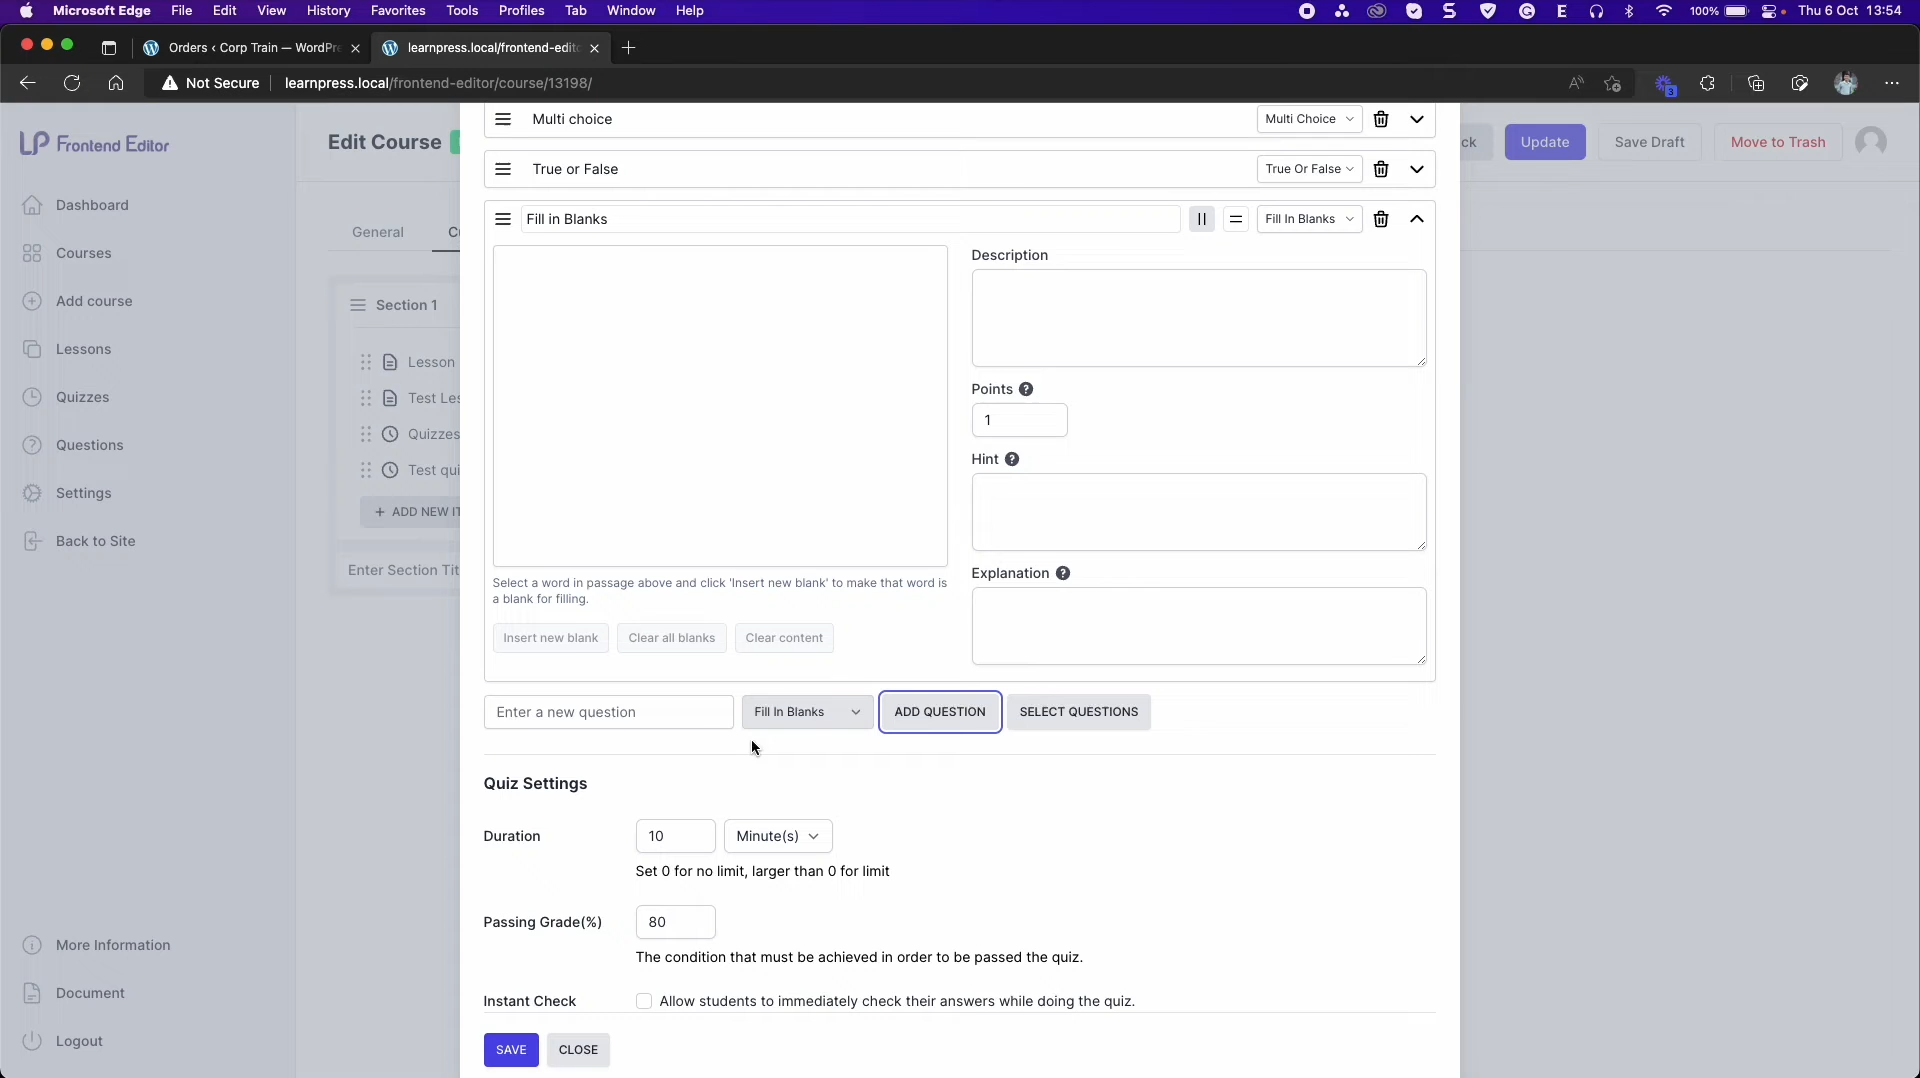 Microsoft Edge File Edit View History Favorites Tools Profiles Tab Window Help 100% Thu 6 Oct 13:54
Orders ‹ Corp Train — WordPre
learnpress.local/frontend-edito
Not Secure learnpress.local/frontend-editor/course/13198/
3
LP Frontend Editor
Dashboard
Courses
Add course
Lessons
Quizzes
Questions
Settings
Back to Site
More Information
Document
Logout
Edit Course
ck
Update
Save Draft
Move to Trash
General
Cu
Section 1
Lesson
Test Les
Quizzes
Test qui
+ ADD NEW IT
Enter Section Tit
Multi choice
Multi Choice
True or False
True Or False
Fill in Blanks
Fill In Blanks
Select a word in passage above and click 'Insert new blank' to make that word is
a blank for filling.
Insert new blank
Clear all blanks
Clear content
Description
Points
1
Hint
Explanation
Enter a new question
Fill In Blanks
ADD QUESTION
SELECT QUESTIONS
Quiz Settings
Duration
10
Minute(s)
Set 0 for no limit, larger than 0 for limit
Passing Grade(%)
80
The condition that must be achieved in order to be passed the quiz.
Instant Check
Allow students to immediately check their answers while doing the quiz.
SAVE
CLOSE